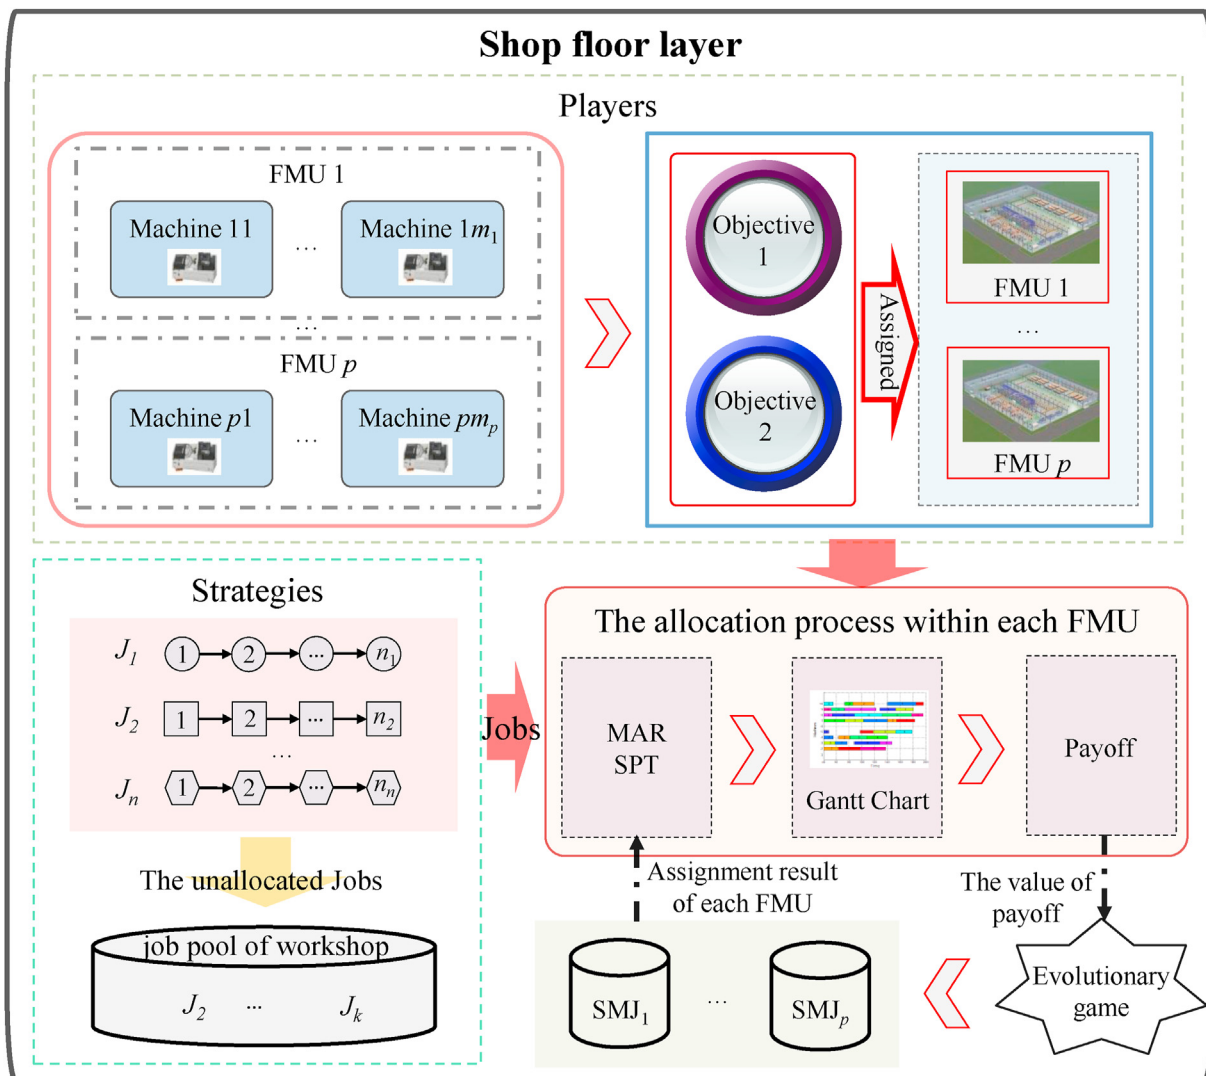 Shop floor layer
Players
FMU 1
Machine 11
...
Machine 1m₁
...
FMU p
Machine p1
...
Machine pmₚ
Objective
1
Objective
2
Assigned
FMU 1
...
FMU p
Strategies
J₁ 1 2 ... n₁
J₂ 1 2 ... n₂
...
Jₙ 1 2 ... nₙ
The unallocated Jobs
job pool of workshop
J₂ ... Jₖ
Jobs
The allocation process within each FMU
MAR
SPT
Gantt Chart
Payoff
Assignment result
of each FMU
The value of
payoff
SMJ₁ ... SMJₚ
Evolutionary
game